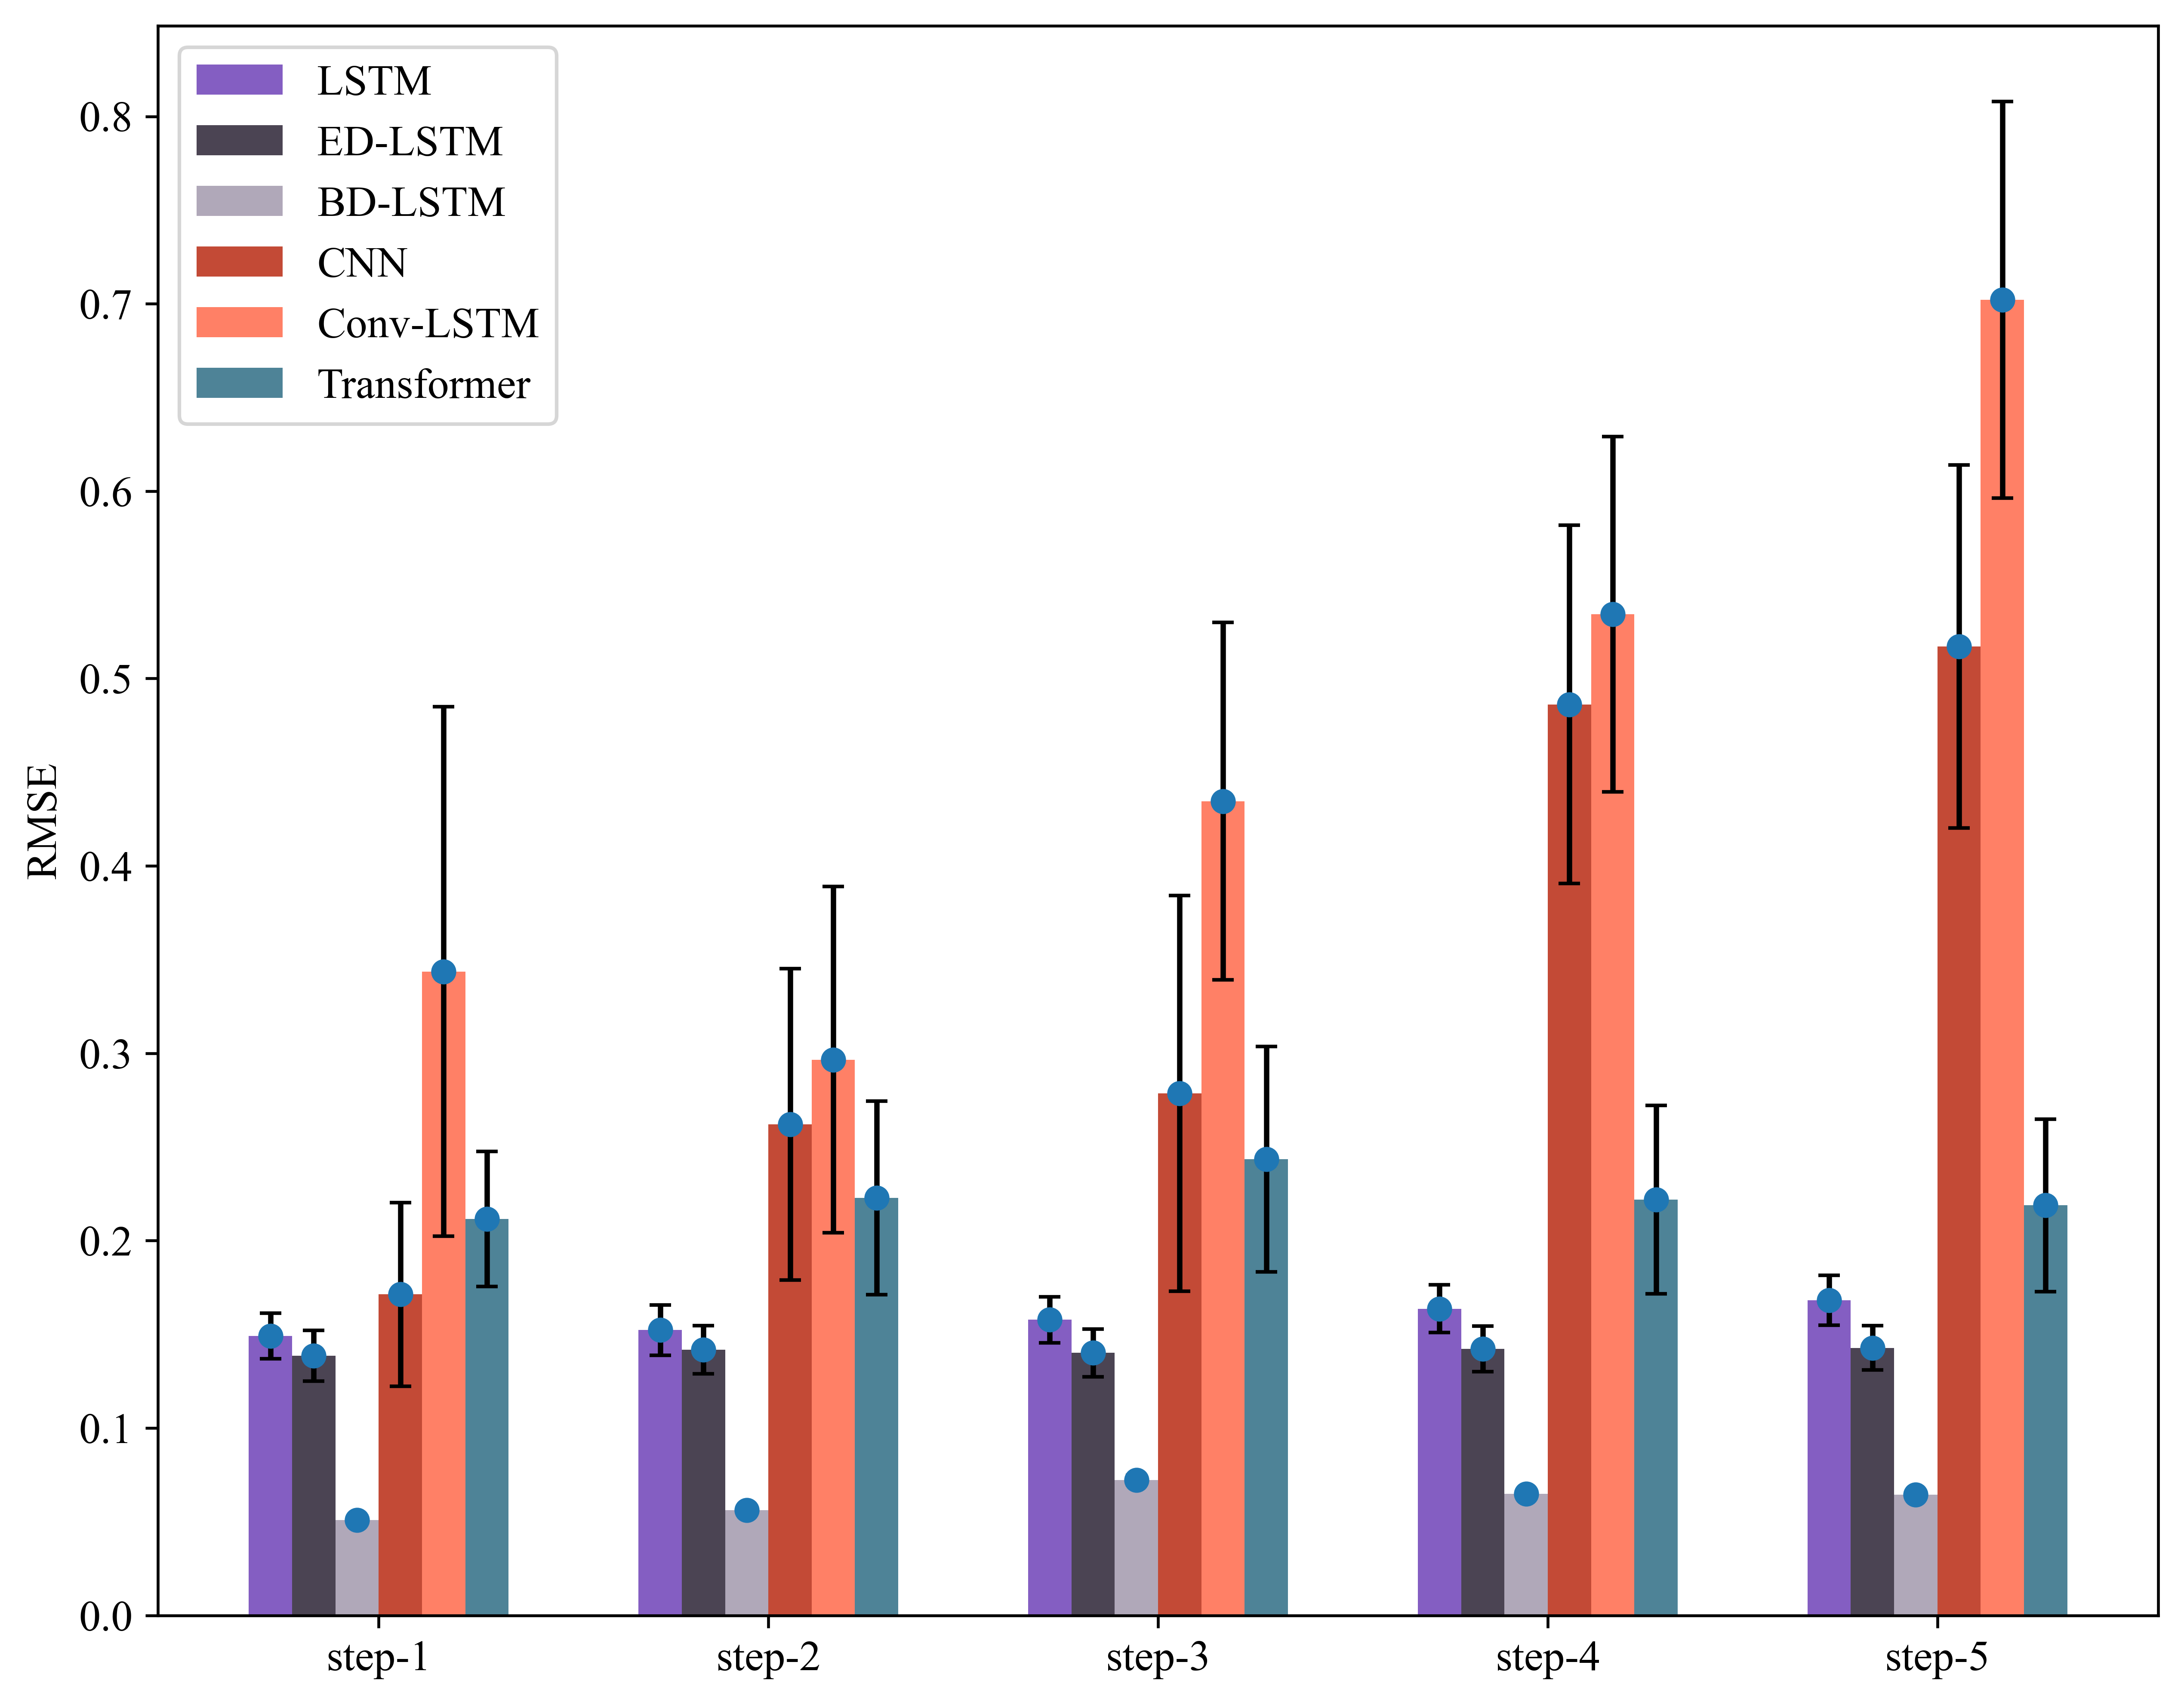 LSTM
ED-LSTM
BD-LSTM
CNN
Conv-LSTM
Transformer
RMSE
0.8
0.7
0.6
0.5
0.4
0.3
0.2
0.1
0.0
step-1 step-2 step-3 step-4 step-5